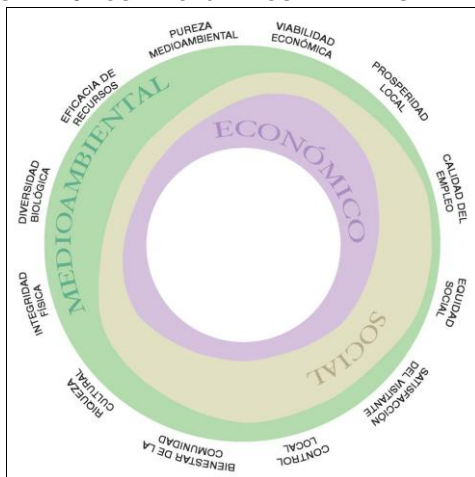 PUREZA
MEDIOAMBIENTAL
VIABILIDAD
ECONÓMICA
PROSPERIDAD
LOCAL
CALIDAD DEL
EMPLEO
EQUIDAD
SOCIAL
SATISFACCIÓN
DEL VISITANTE
CONTROL
LOCAL
BIENESTAR DE LA
COMUNIDAD
RIQUEZA
CULTURAL
INTEGRIDAD
FÍSICA
DIVERSIDAD
BIOLÓGICA
EFICACIA DE
RECURSOS
MEDIOAMBIENTAL
ECONÓMICO
SOCIAL